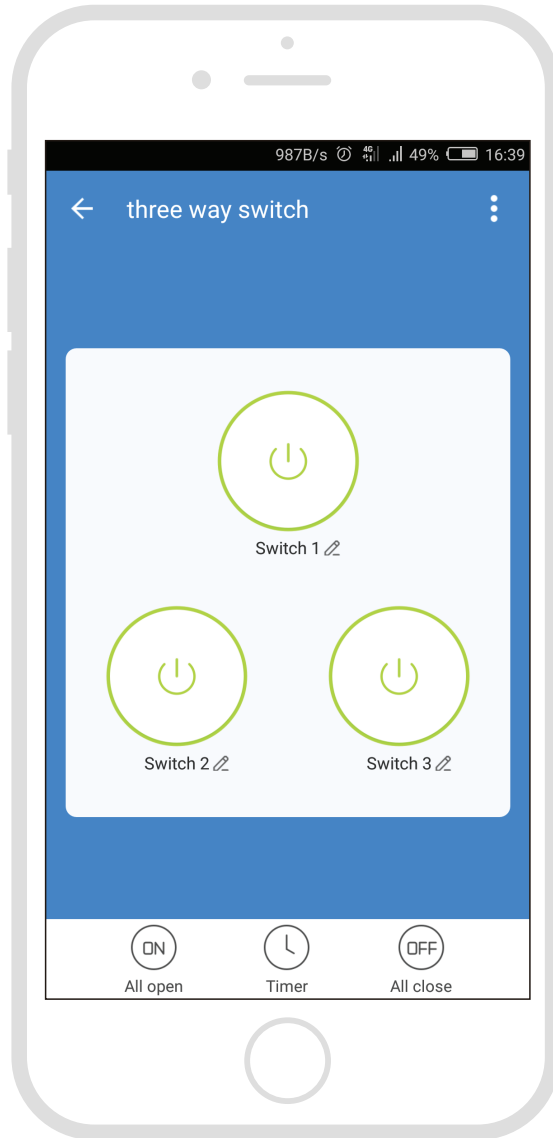 987B/s 4G 49% 16:39
three way switch
Switch 1
Switch 2 Switch 3
ON OFF
All open Timer All close